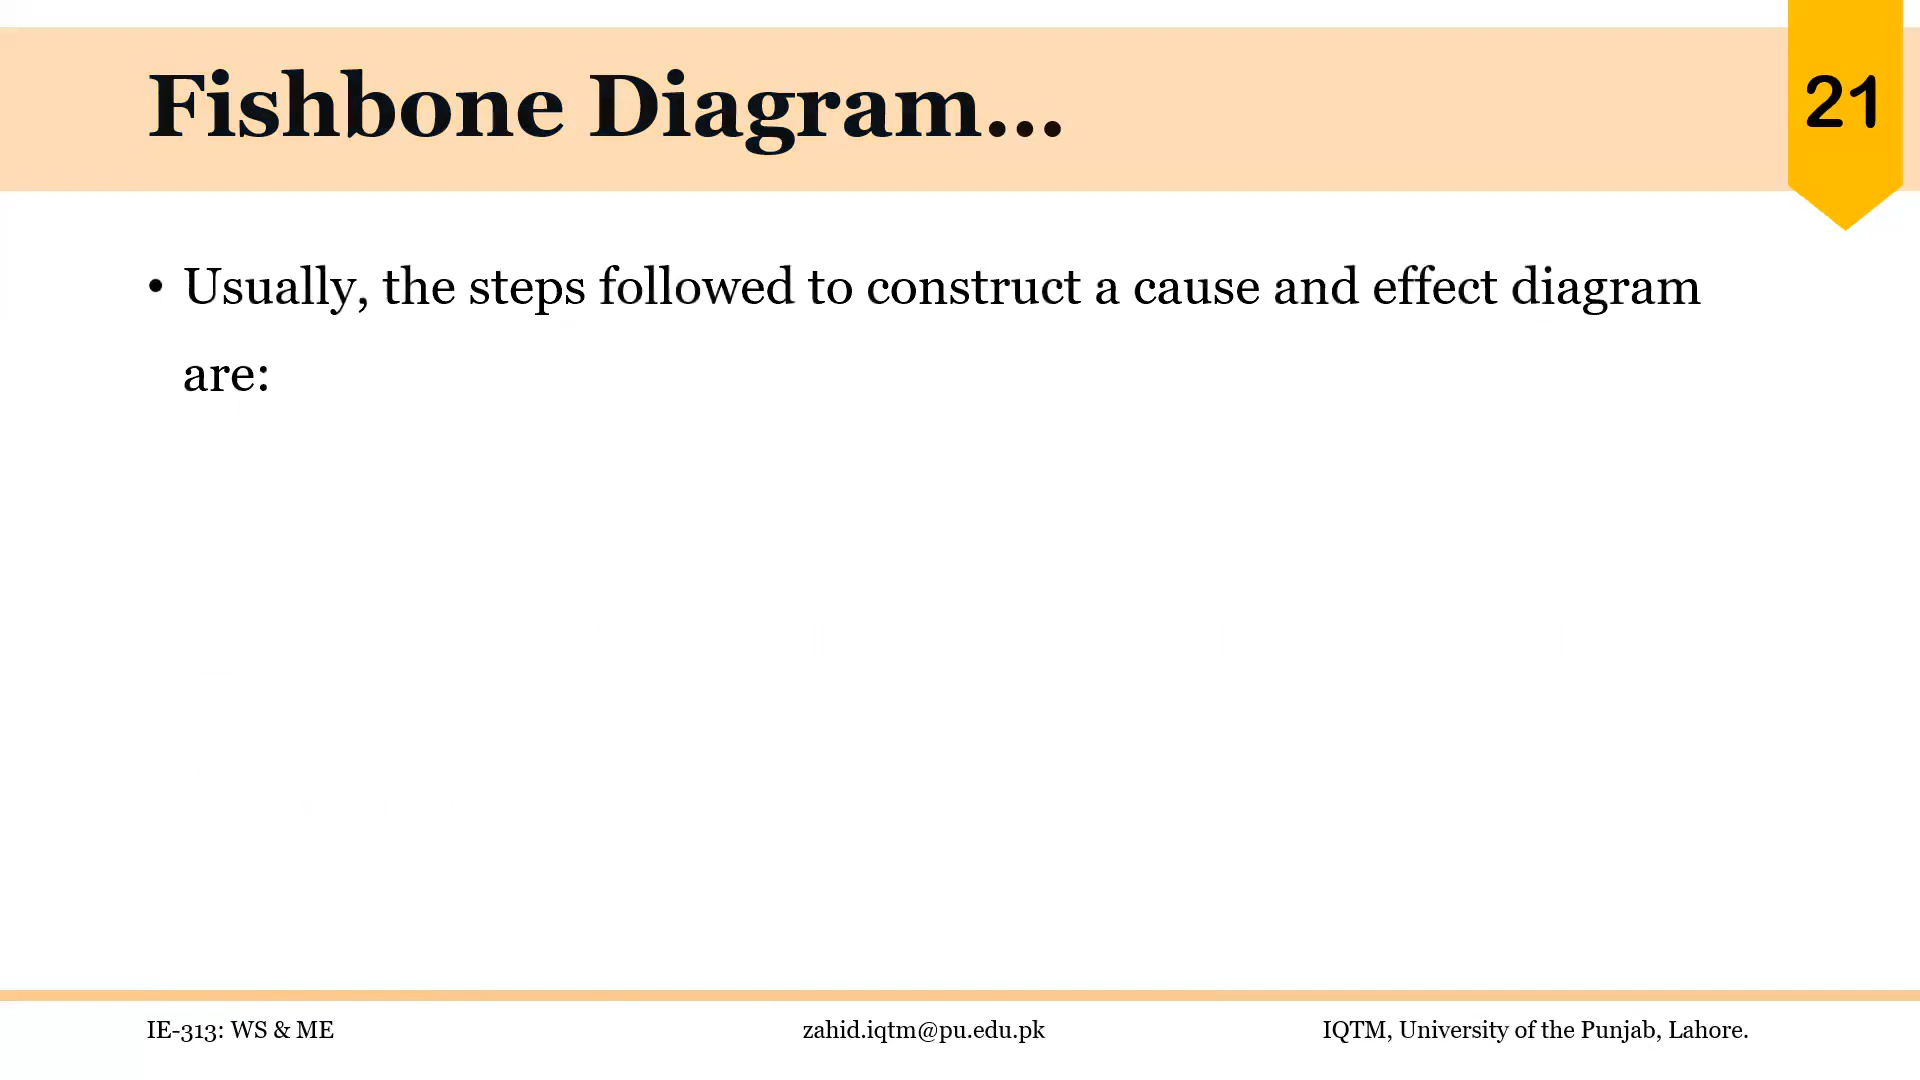 Fishbone Diagram...
21
• Usually, the steps followed to construct a cause and effect diagram
are:
IE-313: WS & ME
zahid.iqtm@pu.edu.pk
IQTM, University of the Punjab, Lahore.